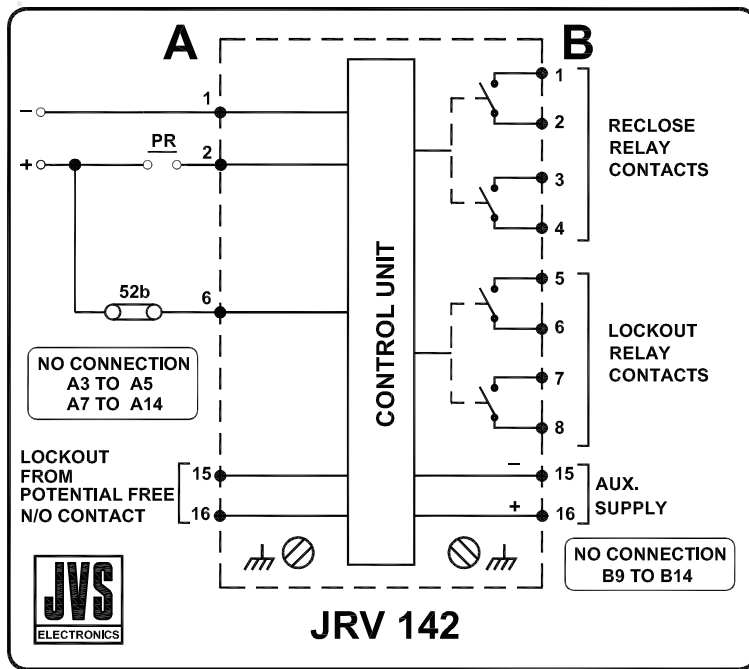 A
B
1
−
PR
2
+
52b
6
NO CONNECTION
A3 TO A5
A7 TO A14
LOCKOUT
FROM
POTENTIAL FREE
N/O CONTACT
15
16
CONTROL UNIT
1
2
3
4
RECLOSE
RELAY
CONTACTS
5
6
7
8
LOCKOUT
RELAY
CONTACTS
−
15
+
16
AUX.
SUPPLY
NO CONNECTION
B9 TO B14
JVS
ELECTRONICS
JRV 142